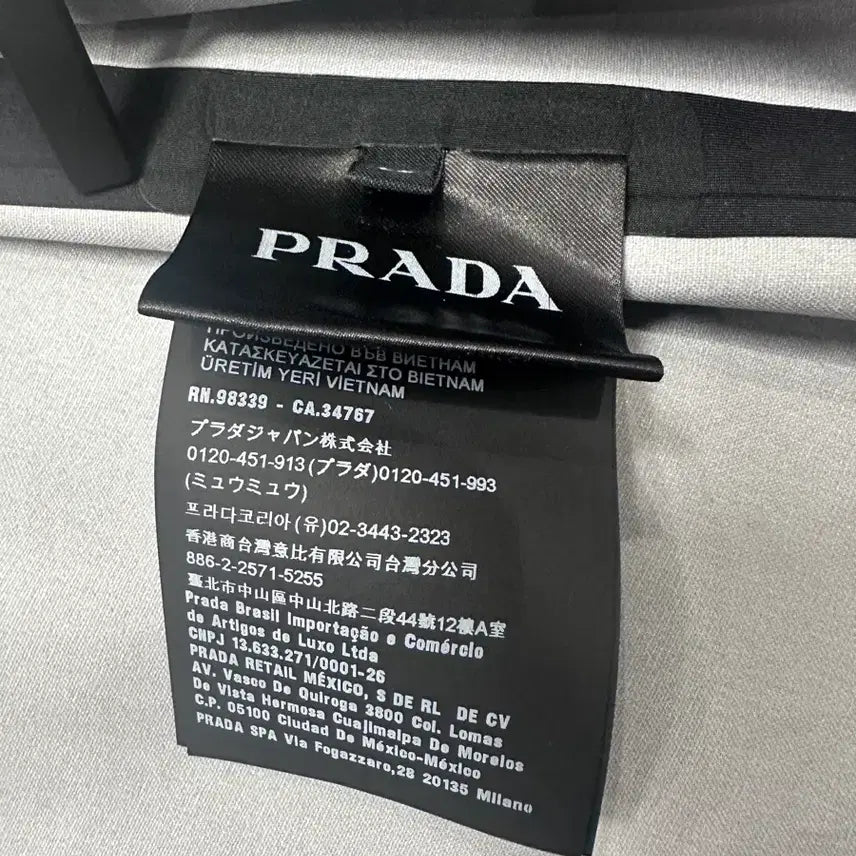 PRADA
ПРОИЗВЕДЕНО ВЪВ ВИЕТНАМ
ΚΑΤΑΣΚΕΥΑΖΕΤΑΙ ΣΤΟ ΒΙΕΤΝΑΜ
ÜRETİM YERİ VİETNAM
RN.98339 - CA.34767
プラダジャパン株式会社
0120-451-913(プラダ)0120-451-993
(ミュウミュウ)
프라다코리아(유)02-3443-2323
香港商台灣意比有限公司台灣分公司
886-2-2571-5255
臺北市中山區中山北路二段44號12樓A室
Prada Brasil Importação e Comércio
de Artigos de Luxo Ltda
CNPJ 13.633.271/0001-26
PRADA RETAIL MÉXICO, S DE RL DE CV
AV. Vasco De Quiroga 3800 Col. Lomas
De Vista Hermosa Cuajimalpa De Morelos
C.P. 05100 Ciudad De México-México
PRADA SPA Via Fogazzaro,28 20135 Milano